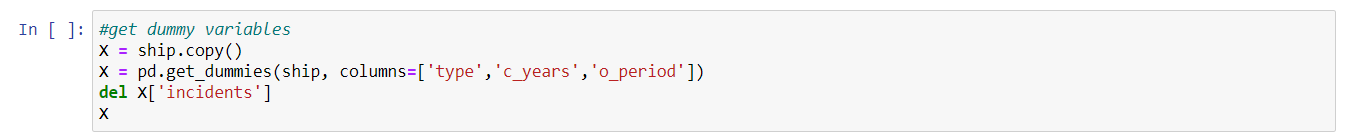 In [ ]: #get dummy variables
X = ship.copy()
X = pd.get_dummies(ship, columns=['type','c_years','o_period'])
del X['incidents']
X